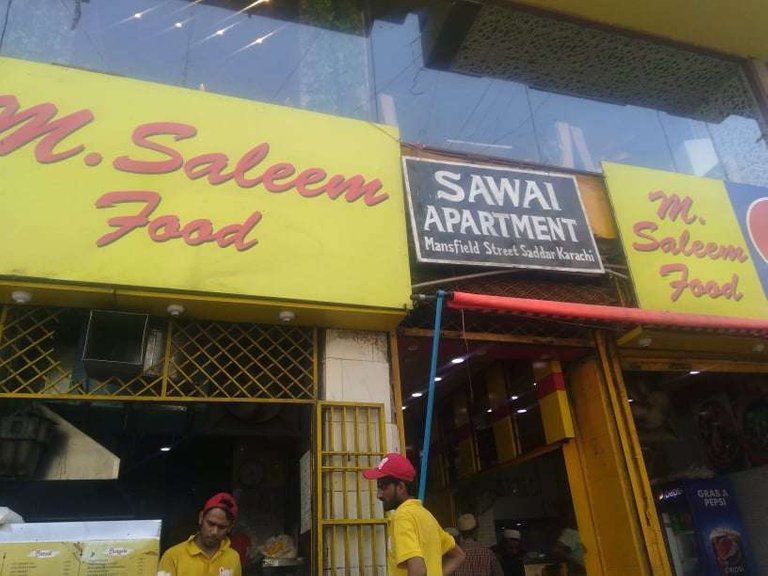 M. Saleem
Food
SAWAI
APARTMENT
Mansfield Street Saddar Karachi
M.
Saleem
Food
GRAB A
PEPSI